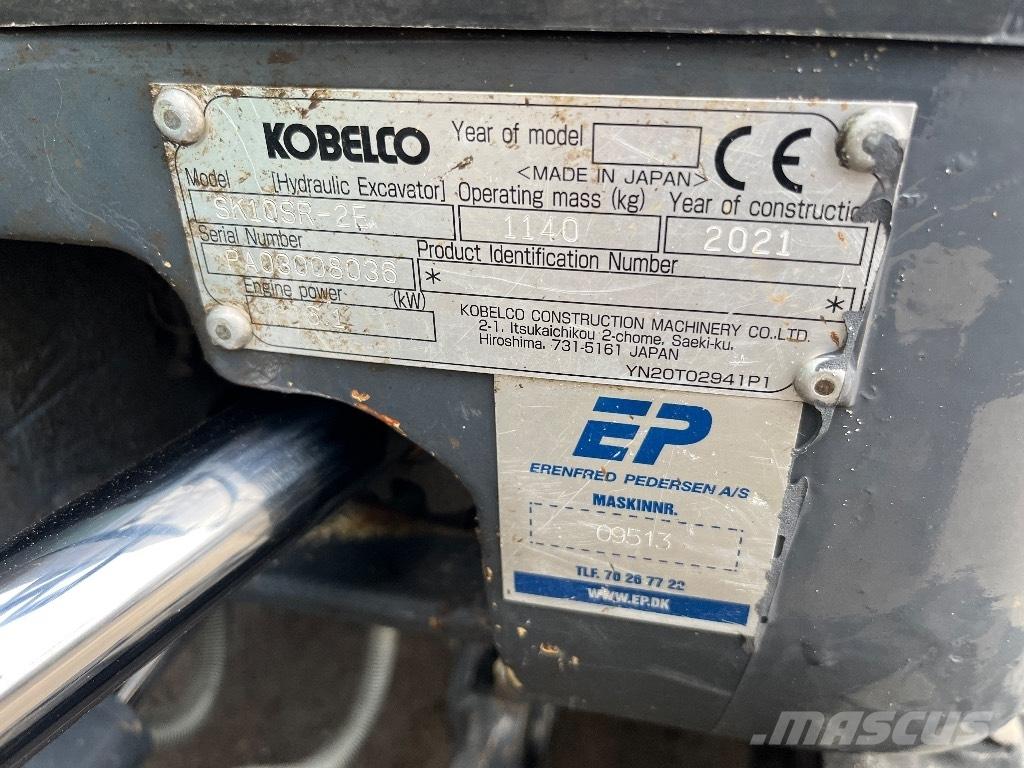 KOBELCO
Year of model
CE
<MADE IN JAPAN>
Model [Hydraulic Excavator] Operating mass (kg) Year of constructio
SK10SR-2E 1140 2021
Serial Number
PA03008036
Product Identification Number
* *
Engine power (kW)
KOBELCO CONSTRUCTION MACHINERY CO.,LTD.
2-1, Itsukaichikou 2-chome, Saeki-ku,
Hiroshima, 731-5161 JAPAN
YN20T02941P1
EP
ERENFRED PEDERSEN A/S
MASKINNR.
09513
TLF. 70 26 77 22
WWW.EP.DK
MASCUS